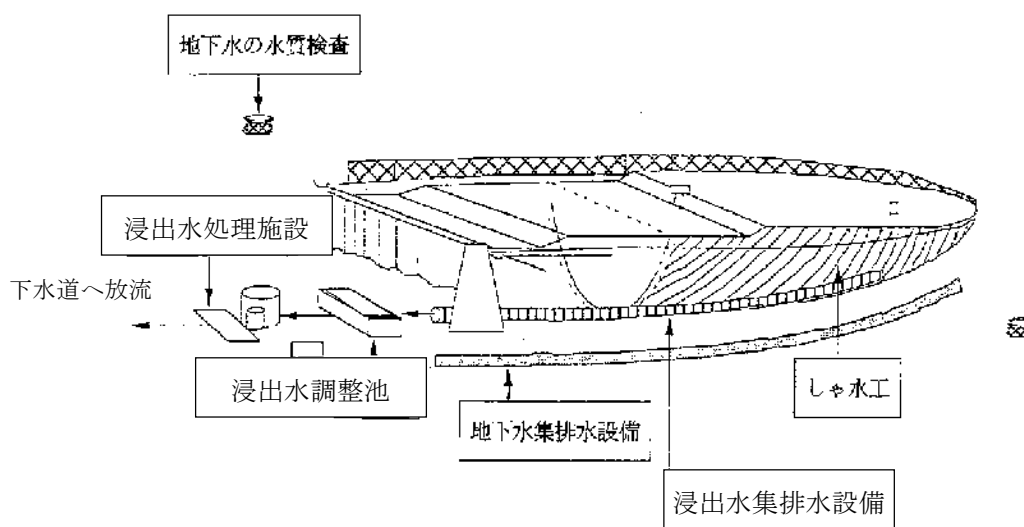 地下水の水質検査
浸出水処理施設
下水道へ放流
浸出水調整池
しゃ水工
地下水集排水設備
浸出水集排水設備